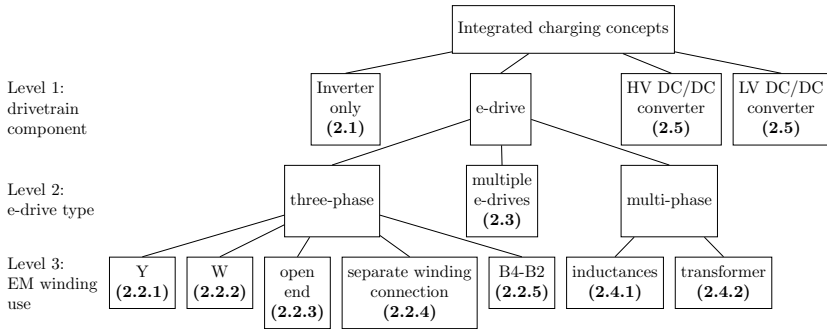 Integrated charging concepts
Level 1:
drivetrain
component
Inverter
only
(2.1)
e-drive
HV DC/DC
converter
(2.5)
LV DC/DC
converter
(2.5)
Level 2:
e-drive type
three-phase
multiple
e-drives
(2.3)
multi-phase
Level 3:
EM winding
use
Y
(2.2.1)
W
(2.2.2)
open
end
(2.2.3)
separate winding
connection
(2.2.4)
B4-B2
(2.2.5)
inductances
(2.4.1)
transformer
(2.4.2)